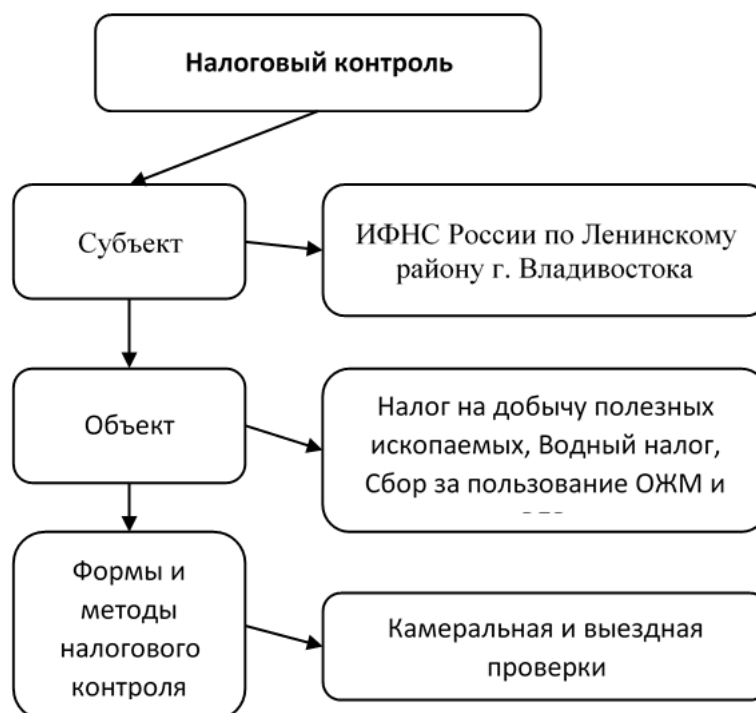 Налоговый контроль
Субъект
ИФНС России по Ленинскому
району г. Владивостока
Объект
Налог на добычу полезных
ископаемых, Водный налог,
Сбор за пользование ОЖМ и
Формы и
методы
налогового
контроля
Камеральная и выездная
проверки